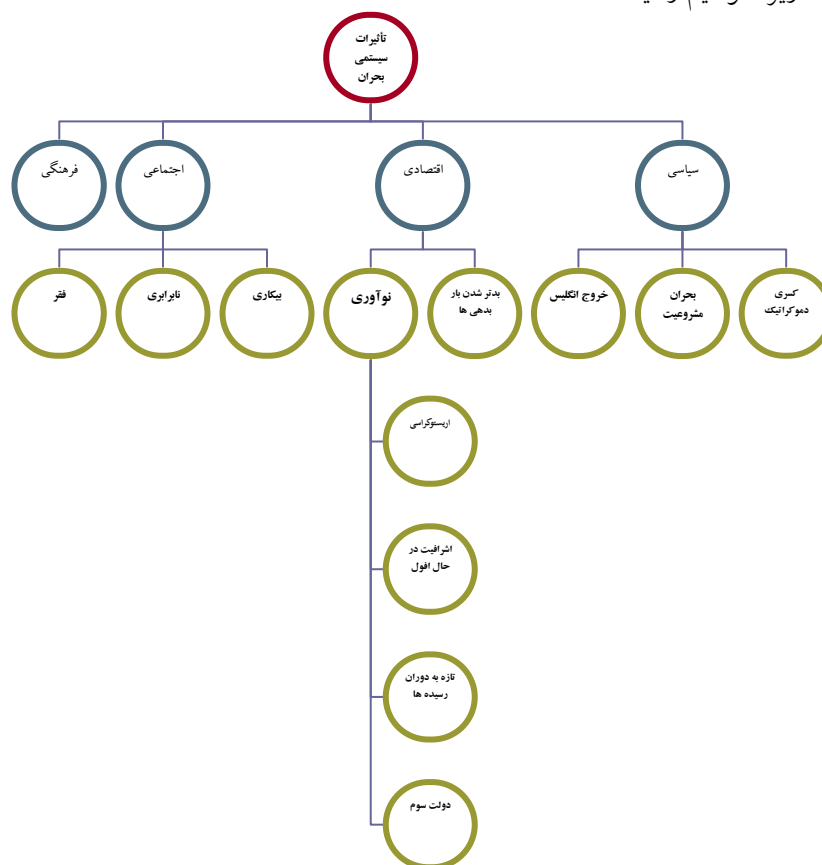 تأثیرات
سیستمی
بحران
سیاسی
اقتصادی
اجتماعی
فرهنگی
کسری
دموکراتیک
بحران
مشروعیت
خروج انگلیس
بدتر شدن بار
بدهی ها
نوآوری
بیکاری
نابرابری
فقر
اریستوکراسی
اشرافیت در
حال افول
تازه به دوران
رسیده ها
دولت سوم